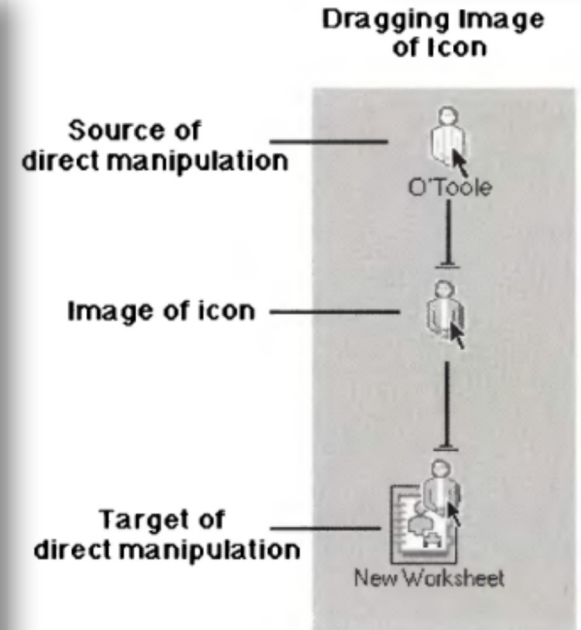 Dragging Image
of Icon
Source of
direct manipulation
O'Toole
Image of icon
Target of
direct manipulation
New Worksheet